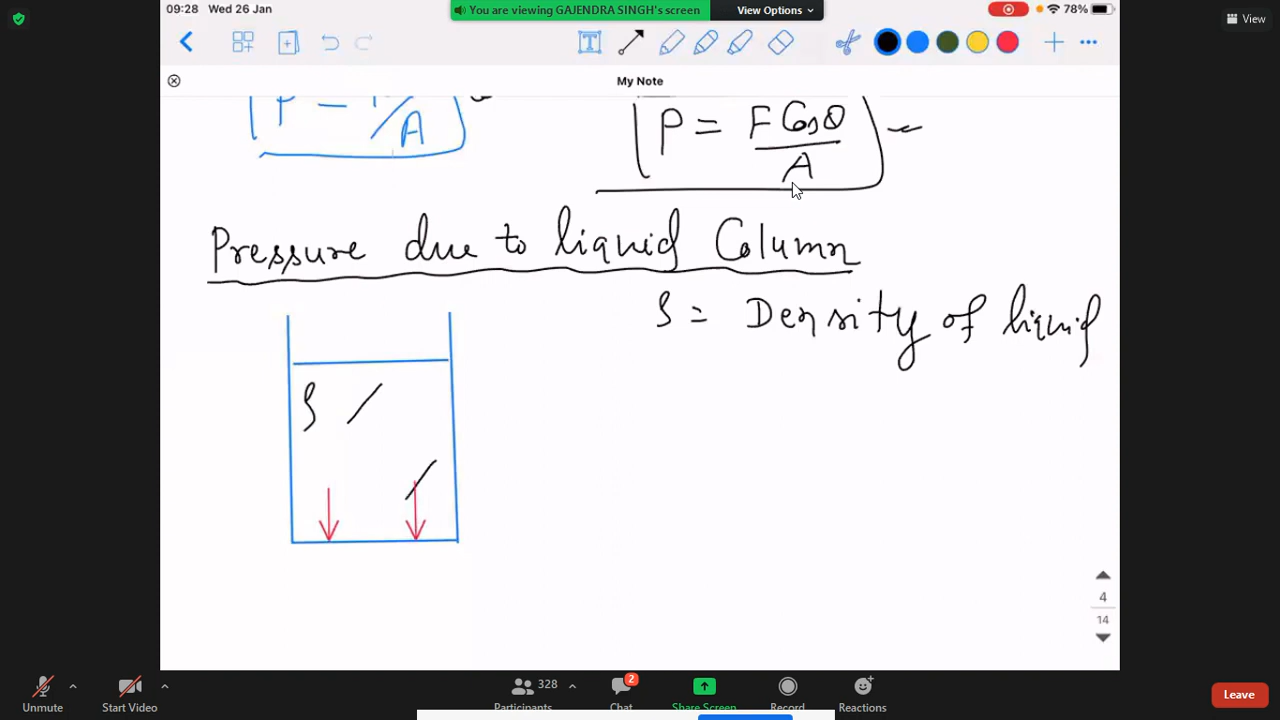 09:28 Wed 26 Jan
You are viewing GAJENDRA SINGH's screen
View Options
78%
View
My Note
P = /A
P = F Cosθ / A
Pressure due to liquid Column
ρ = Density of liquid
ρ
4
14
Unmute
Start Video
328
Participants
2
Chat
Share Screen
Record
Reactions
Leave